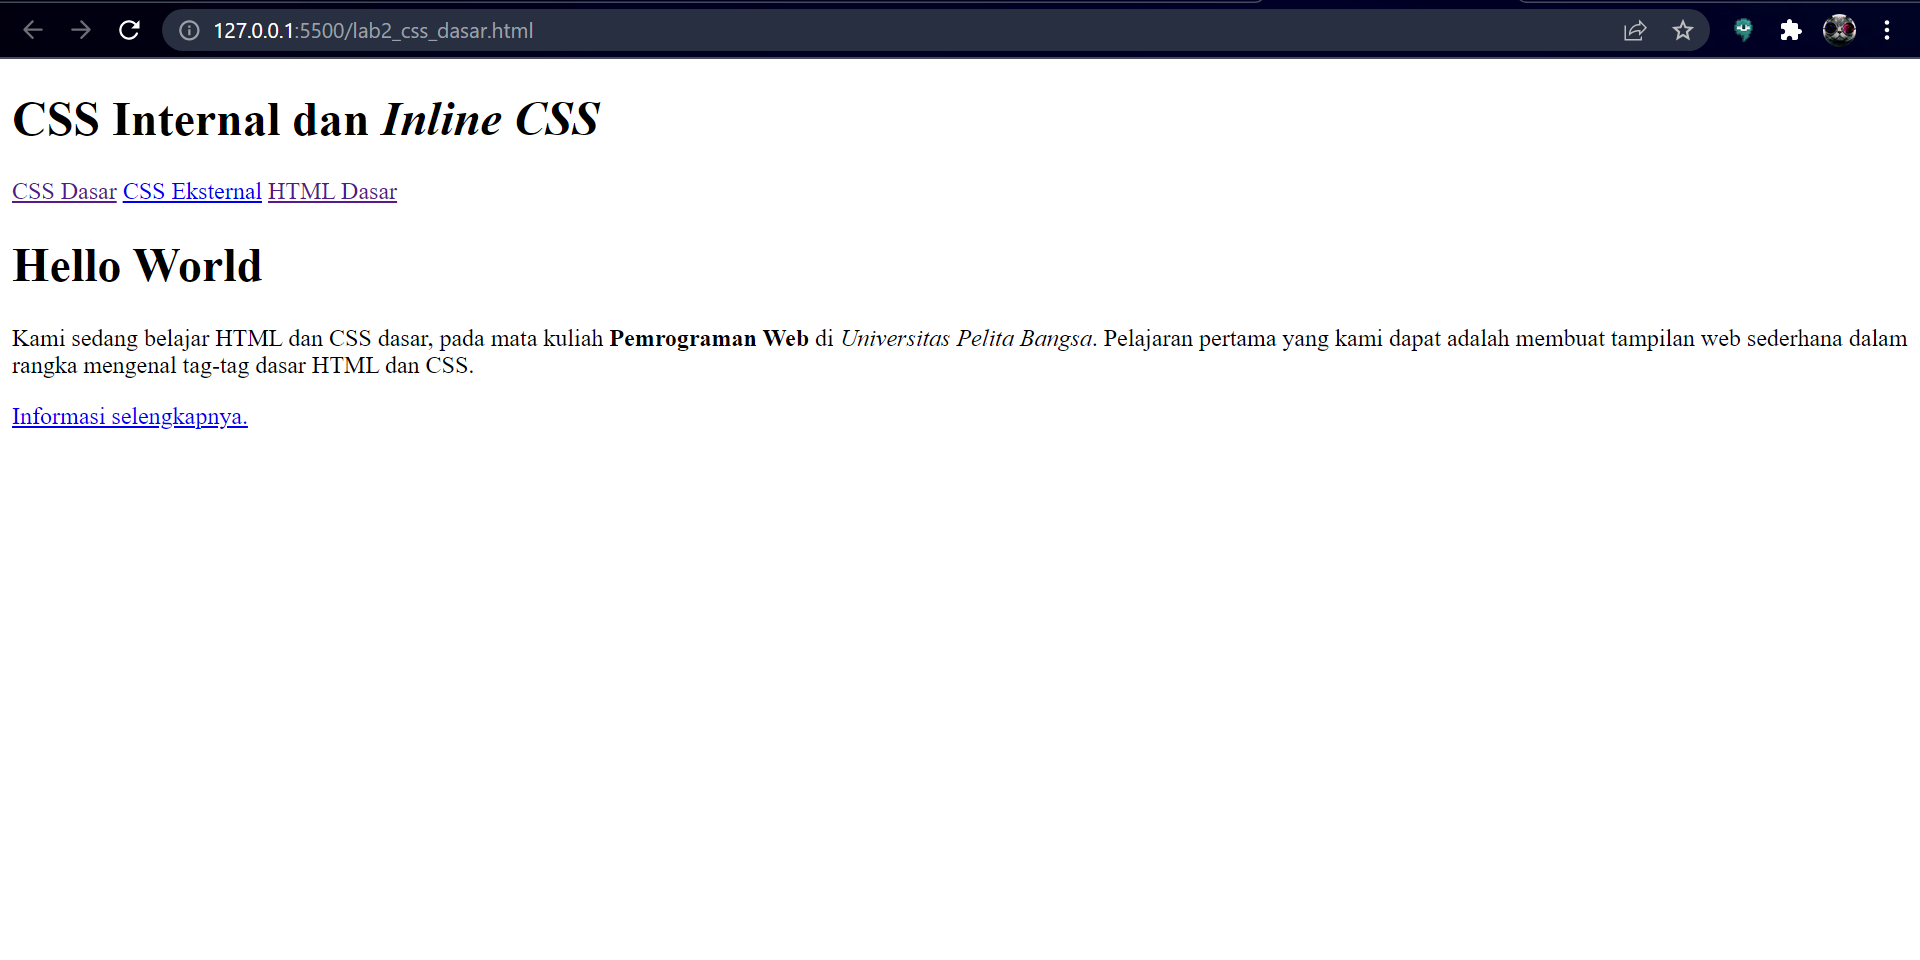 127.0.0.1:5500/lab2_css_dasar.html
CSS Internal dan Inline CSS
CSS Dasar CSS Eksternal HTML Dasar
Hello World
Kami sedang belajar HTML dan CSS dasar, pada mata kuliah Pemrograman Web di Universitas Pelita Bangsa. Pelajaran pertama yang kami dapat adalah membuat tampilan web sederhana dalam
rangka mengenal tag-tag dasar HTML dan CSS.
Informasi selengkapnya.